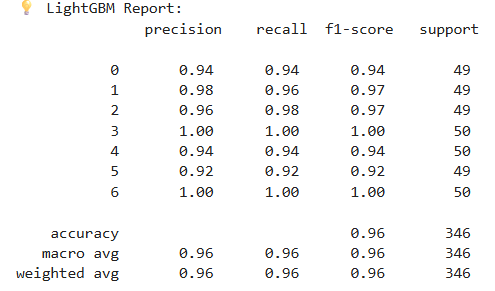 💡 LightGBM Report:
              precision    recall  f1-score   support

           0       0.94      0.94      0.94        49
           1       0.98      0.96      0.97        49
           2       0.96      0.98      0.97        49
           3       1.00      1.00      1.00        50
           4       0.94      0.94      0.94        50
           5       0.92      0.92      0.92        49
           6       1.00      1.00      1.00        50

    accuracy                           0.96       346
   macro avg       0.96      0.96      0.96       346
weighted avg       0.96      0.96      0.96       346